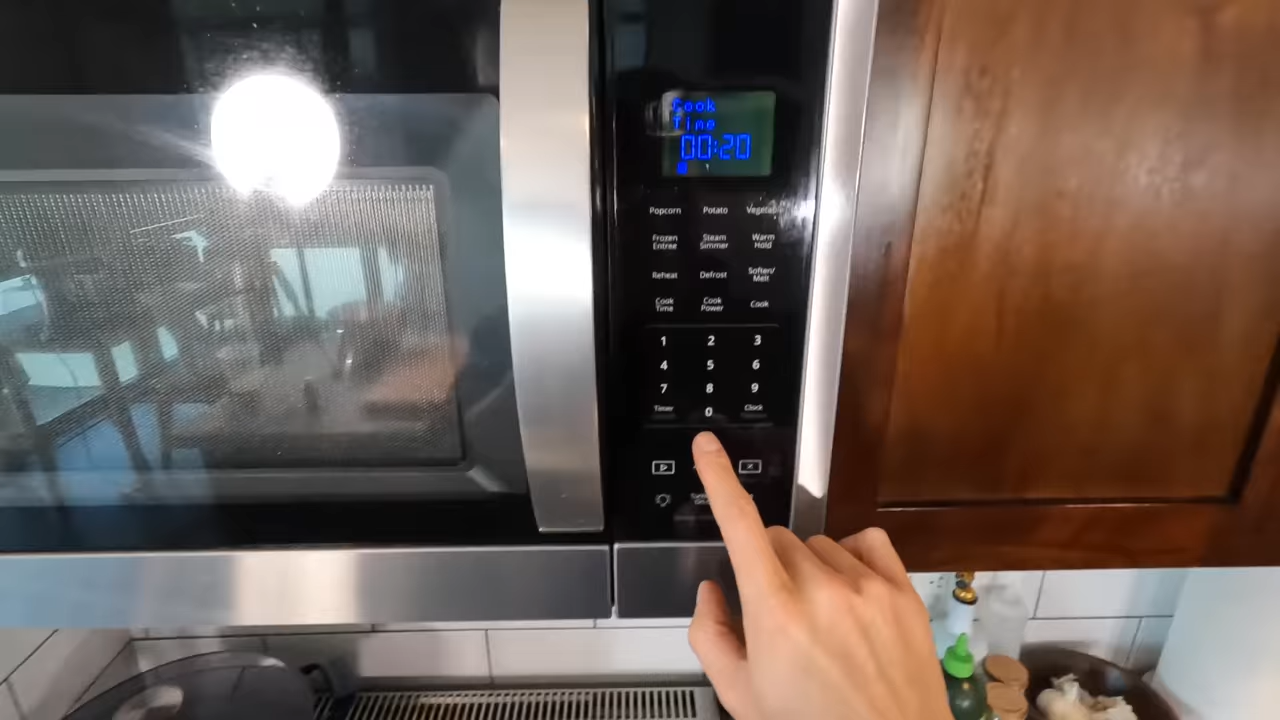 Cook
Time
00:20
Popcorn Potato Vegetable
Frozen Entree Steam Simmer Warm Hold
Reheat Defrost Soften/Melt
Cook Time Cook Power Cook
1 2 3
4 5 6
7 8 9
Timer 0 Clock